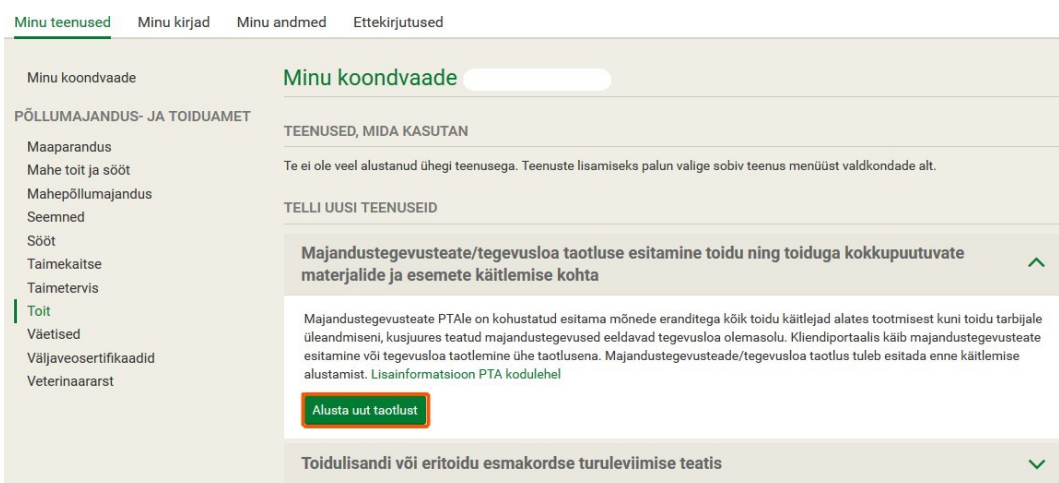 Minu teenused Minu kirjad Minu andmed Ettekirjutused
Minu koondvaade
PÕLLUMAJANDUS- JA TOIDUAMET
Maaparandus
Mahe toit ja sööt
Mahepõllumajandus
Seemned
Sööt
Taimekaitse
Taimetervis
Toit
Väetised
Väljaveosertifikaadid
Veterinaararst
Minu koondvaade
TEENUSED, MIDA KASUTAN
Te ei ole veel alustanud ühegi teenusega. Teenuste lisamiseks palun valige sobiv teenus menüüst valdkondade alt.
TELLI UUSI TEENUSEID
Majandustegevusteate/tegevusloa taotluse esitamine toidu ning toiduga kokkupuutuvate
materjalide ja esemete käitlemise kohta
Majandustegevusteate PTAle on kohustatud esitama mõnede eranditega kõik toidu käitlejad alates tootmisest kuni toidu tarbijale
üleandmiseni, kusjuures teatud majandustegevused eeldavad tegevusloa olemasolu. Kliendiportaalis käib majandustegevusteate
esitamine või tegevusloa taotlemine ühe taotlusena. Majandustegevusteade/tegevusloa taotlus tuleb esitada enne käitlemise
alustamist. Lisainformatsioon PTA kodulehel
Alusta uut taotlust
Toidulisandi või eritoidu esmakordse turuleviimise teatis